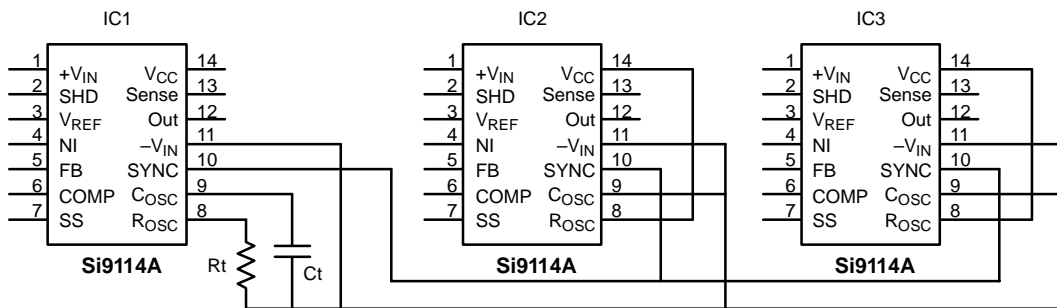 IC1
1 +VIN VCC 14
2 SHD Sense 13
3 VREF Out 12
4 NI –VIN 11
5 FB SYNC 10
6 COMP COSC 9
7 SS ROSC 8
Si9114A
Rt
Ct
IC2
1 +VIN VCC 14
2 SHD Sense 13
3 VREF Out 12
4 NI –VIN 11
5 FB SYNC 10
6 COMP COSC 9
7 SS ROSC 8
Si9114A
IC3
1 +VIN VCC 14
2 SHD Sense 13
3 VREF Out 12
4 NI –VIN 11
5 FB SYNC 10
6 COMP COSC 9
7 SS ROSC 8
Si9114A